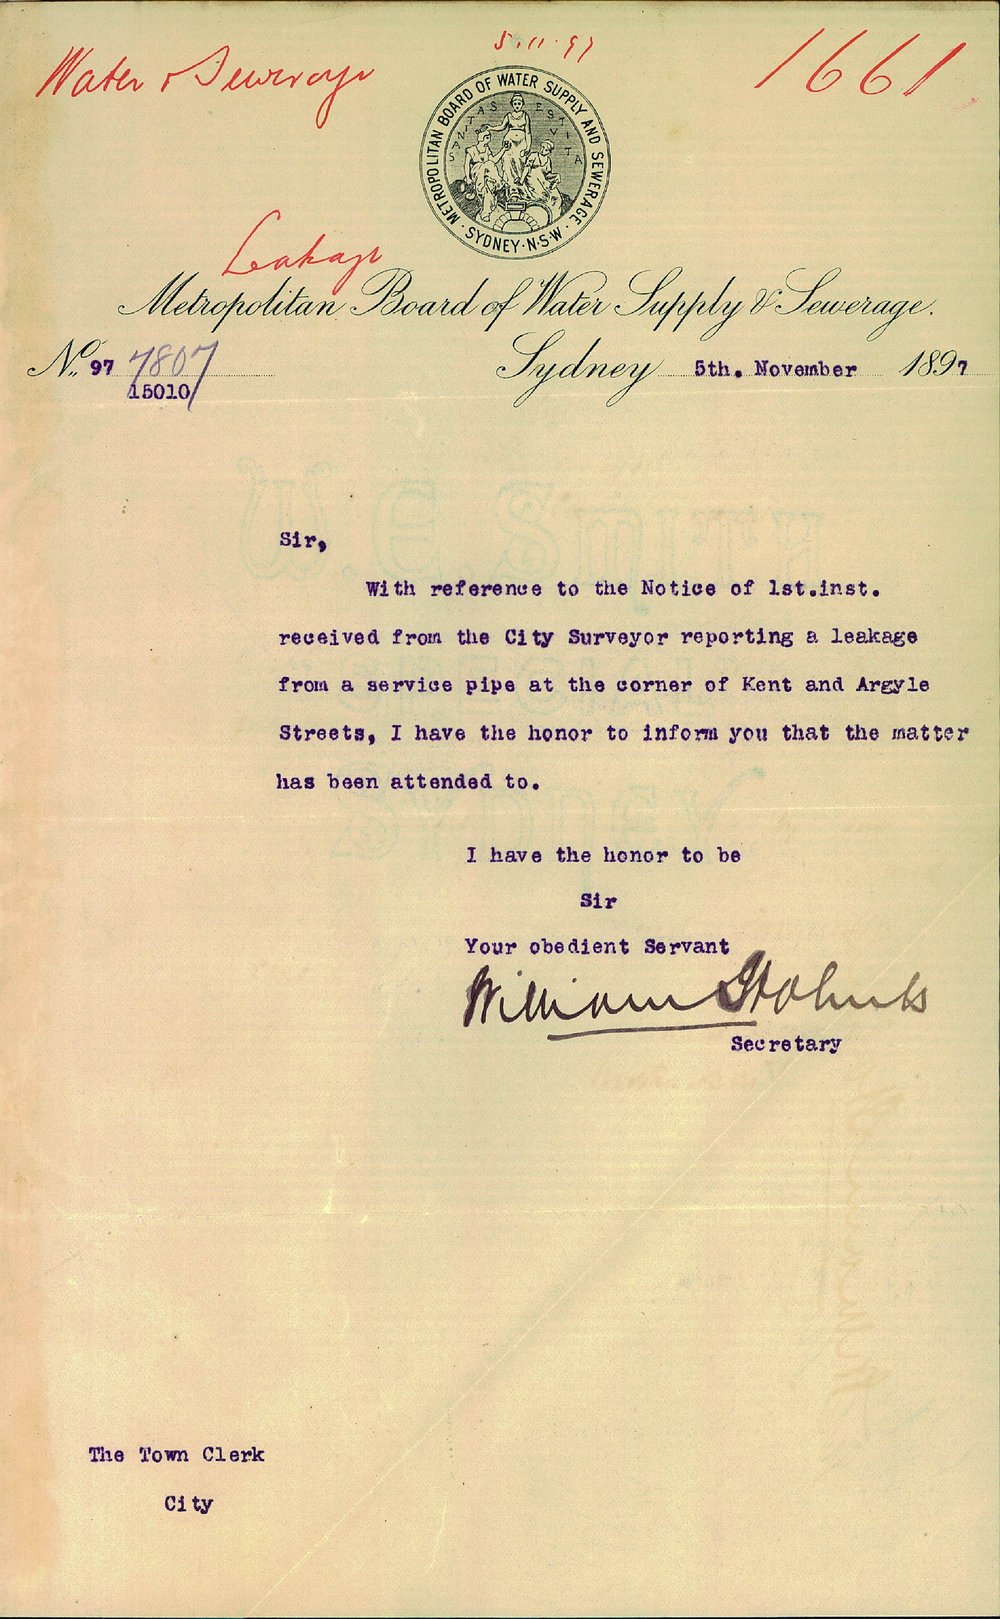 5.11.97
Water & Sewerage
1661
METROPOLITAN BOARD OF WATER SUPPLY AND SEWERAGE.
SANITAS ESK VITA
· SYDNEY · N·S·W ·
Leakage
Metropolitan Board of Water Supply & Sewerage.
No. 97 7807
15010
Sydney 5th. November 1897
Sir,
With reference to the Notice of 1st.inst.
received from the City Surveyor reporting a leakage
from a service pipe at the corner of Kent and Argyle
Streets, I have the honor to inform you that the matter
has been attended to.
I have the honor to be
Sir
Your obedient Servant
William
Secretary
The Town Clerk
City